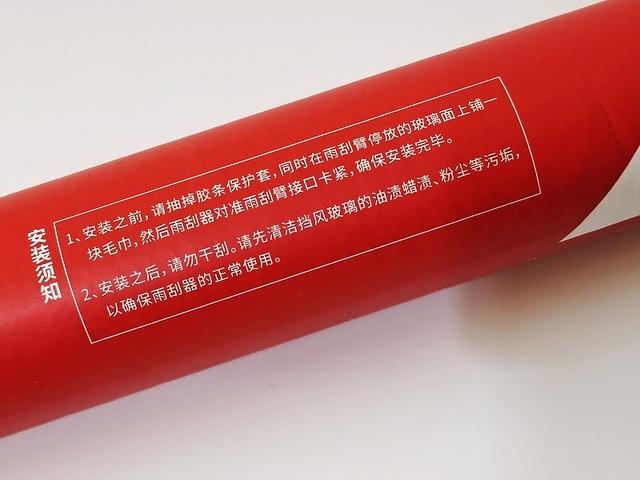 安装须知
1、安装之前,请抽掉胶条保护套,同时在雨刮臂停放的玻璃面上铺一
块毛巾,然后雨刮器对准雨刮臂接口卡紧,确保安装完毕。
2、安装之后,请勿干刮。请先清洁挡风玻璃的油渍蜡渍、粉尘等污垢,
以确保雨刮器的正常使用。